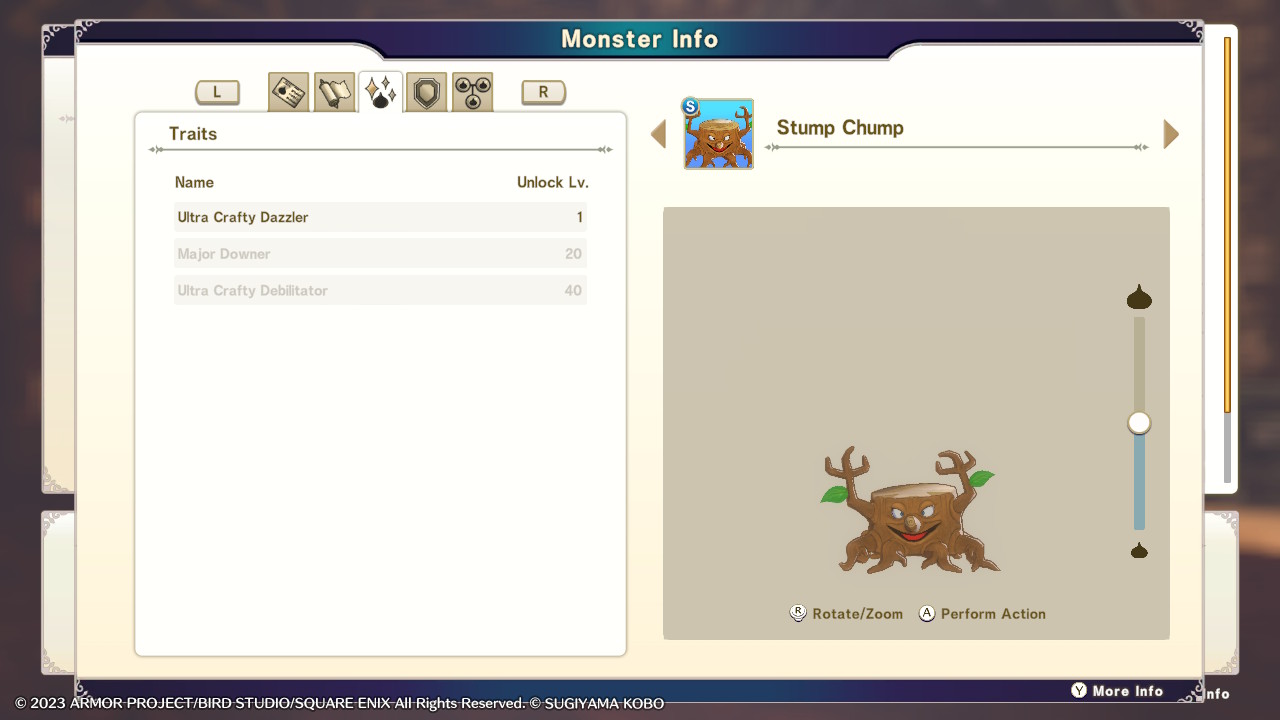 Monster Info
L
R
Traits
Name Unlock Lv.
Ultra Crafty Dazzler 1
Major Downer 20
Ultra Crafty Debilitator 40
S
Stump Chump
R Rotate/Zoom A Perform Action
Y More Info
nfo
© 2023 ARMOR PROJECT/BIRD STUDIO/SQUARE ENIX All Rights Reserved. © SUGIYAMA KOBO